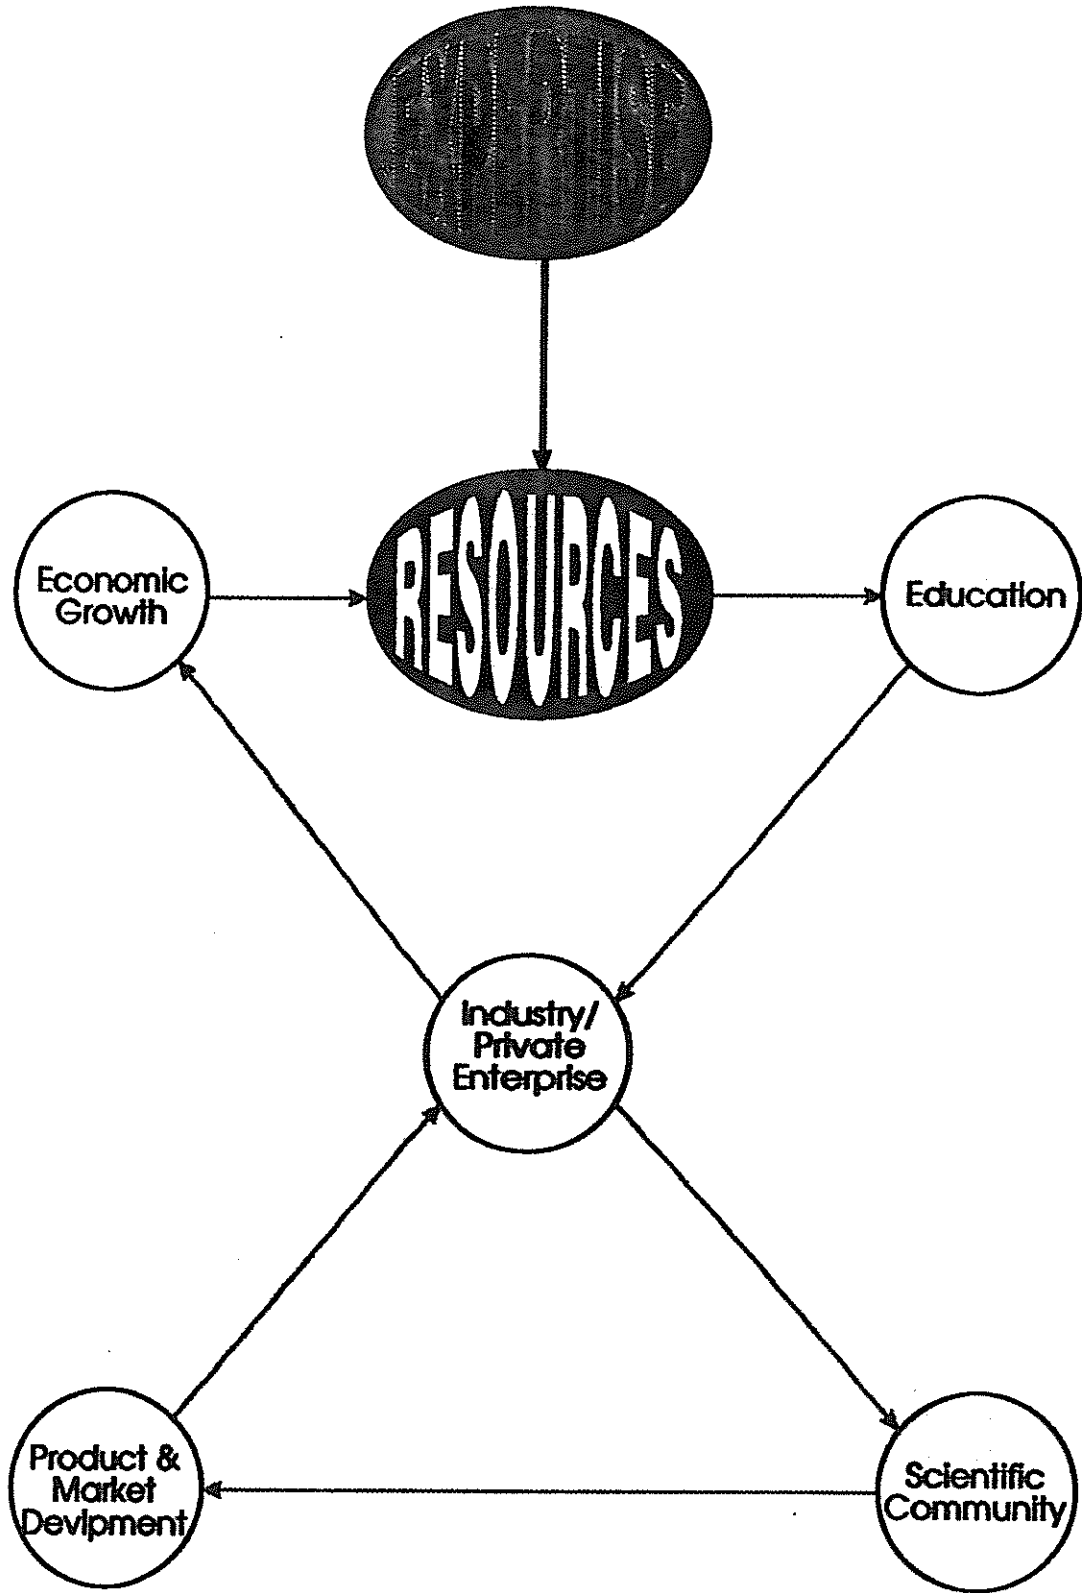 RESOURCES
Economic
Growth
Education
Industry/
Private
Enterprise
Product &
Market
Devlpment
Scientific
Community